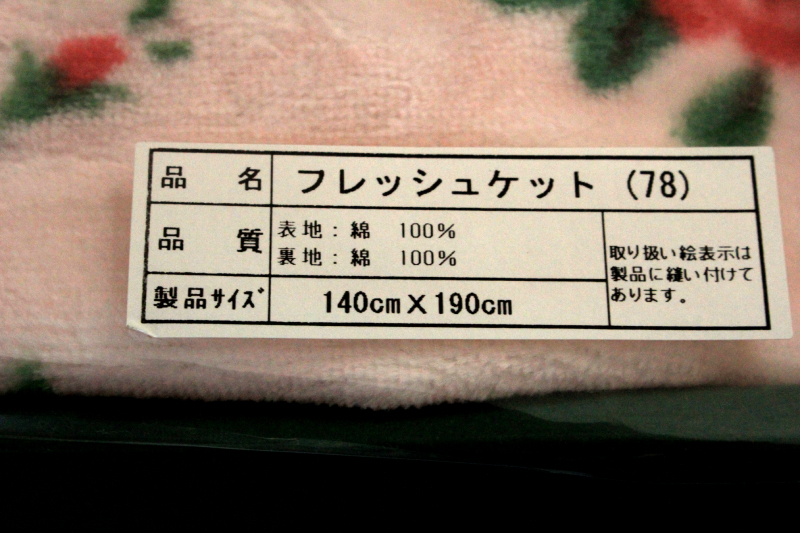 品 名 フレッシュケット (78)
品 質 表地: 綿 100%
裏地: 綿 100%
取り扱い絵表示は
製品に縫い付けて
あります。
製品サイズ 140cm×190cm